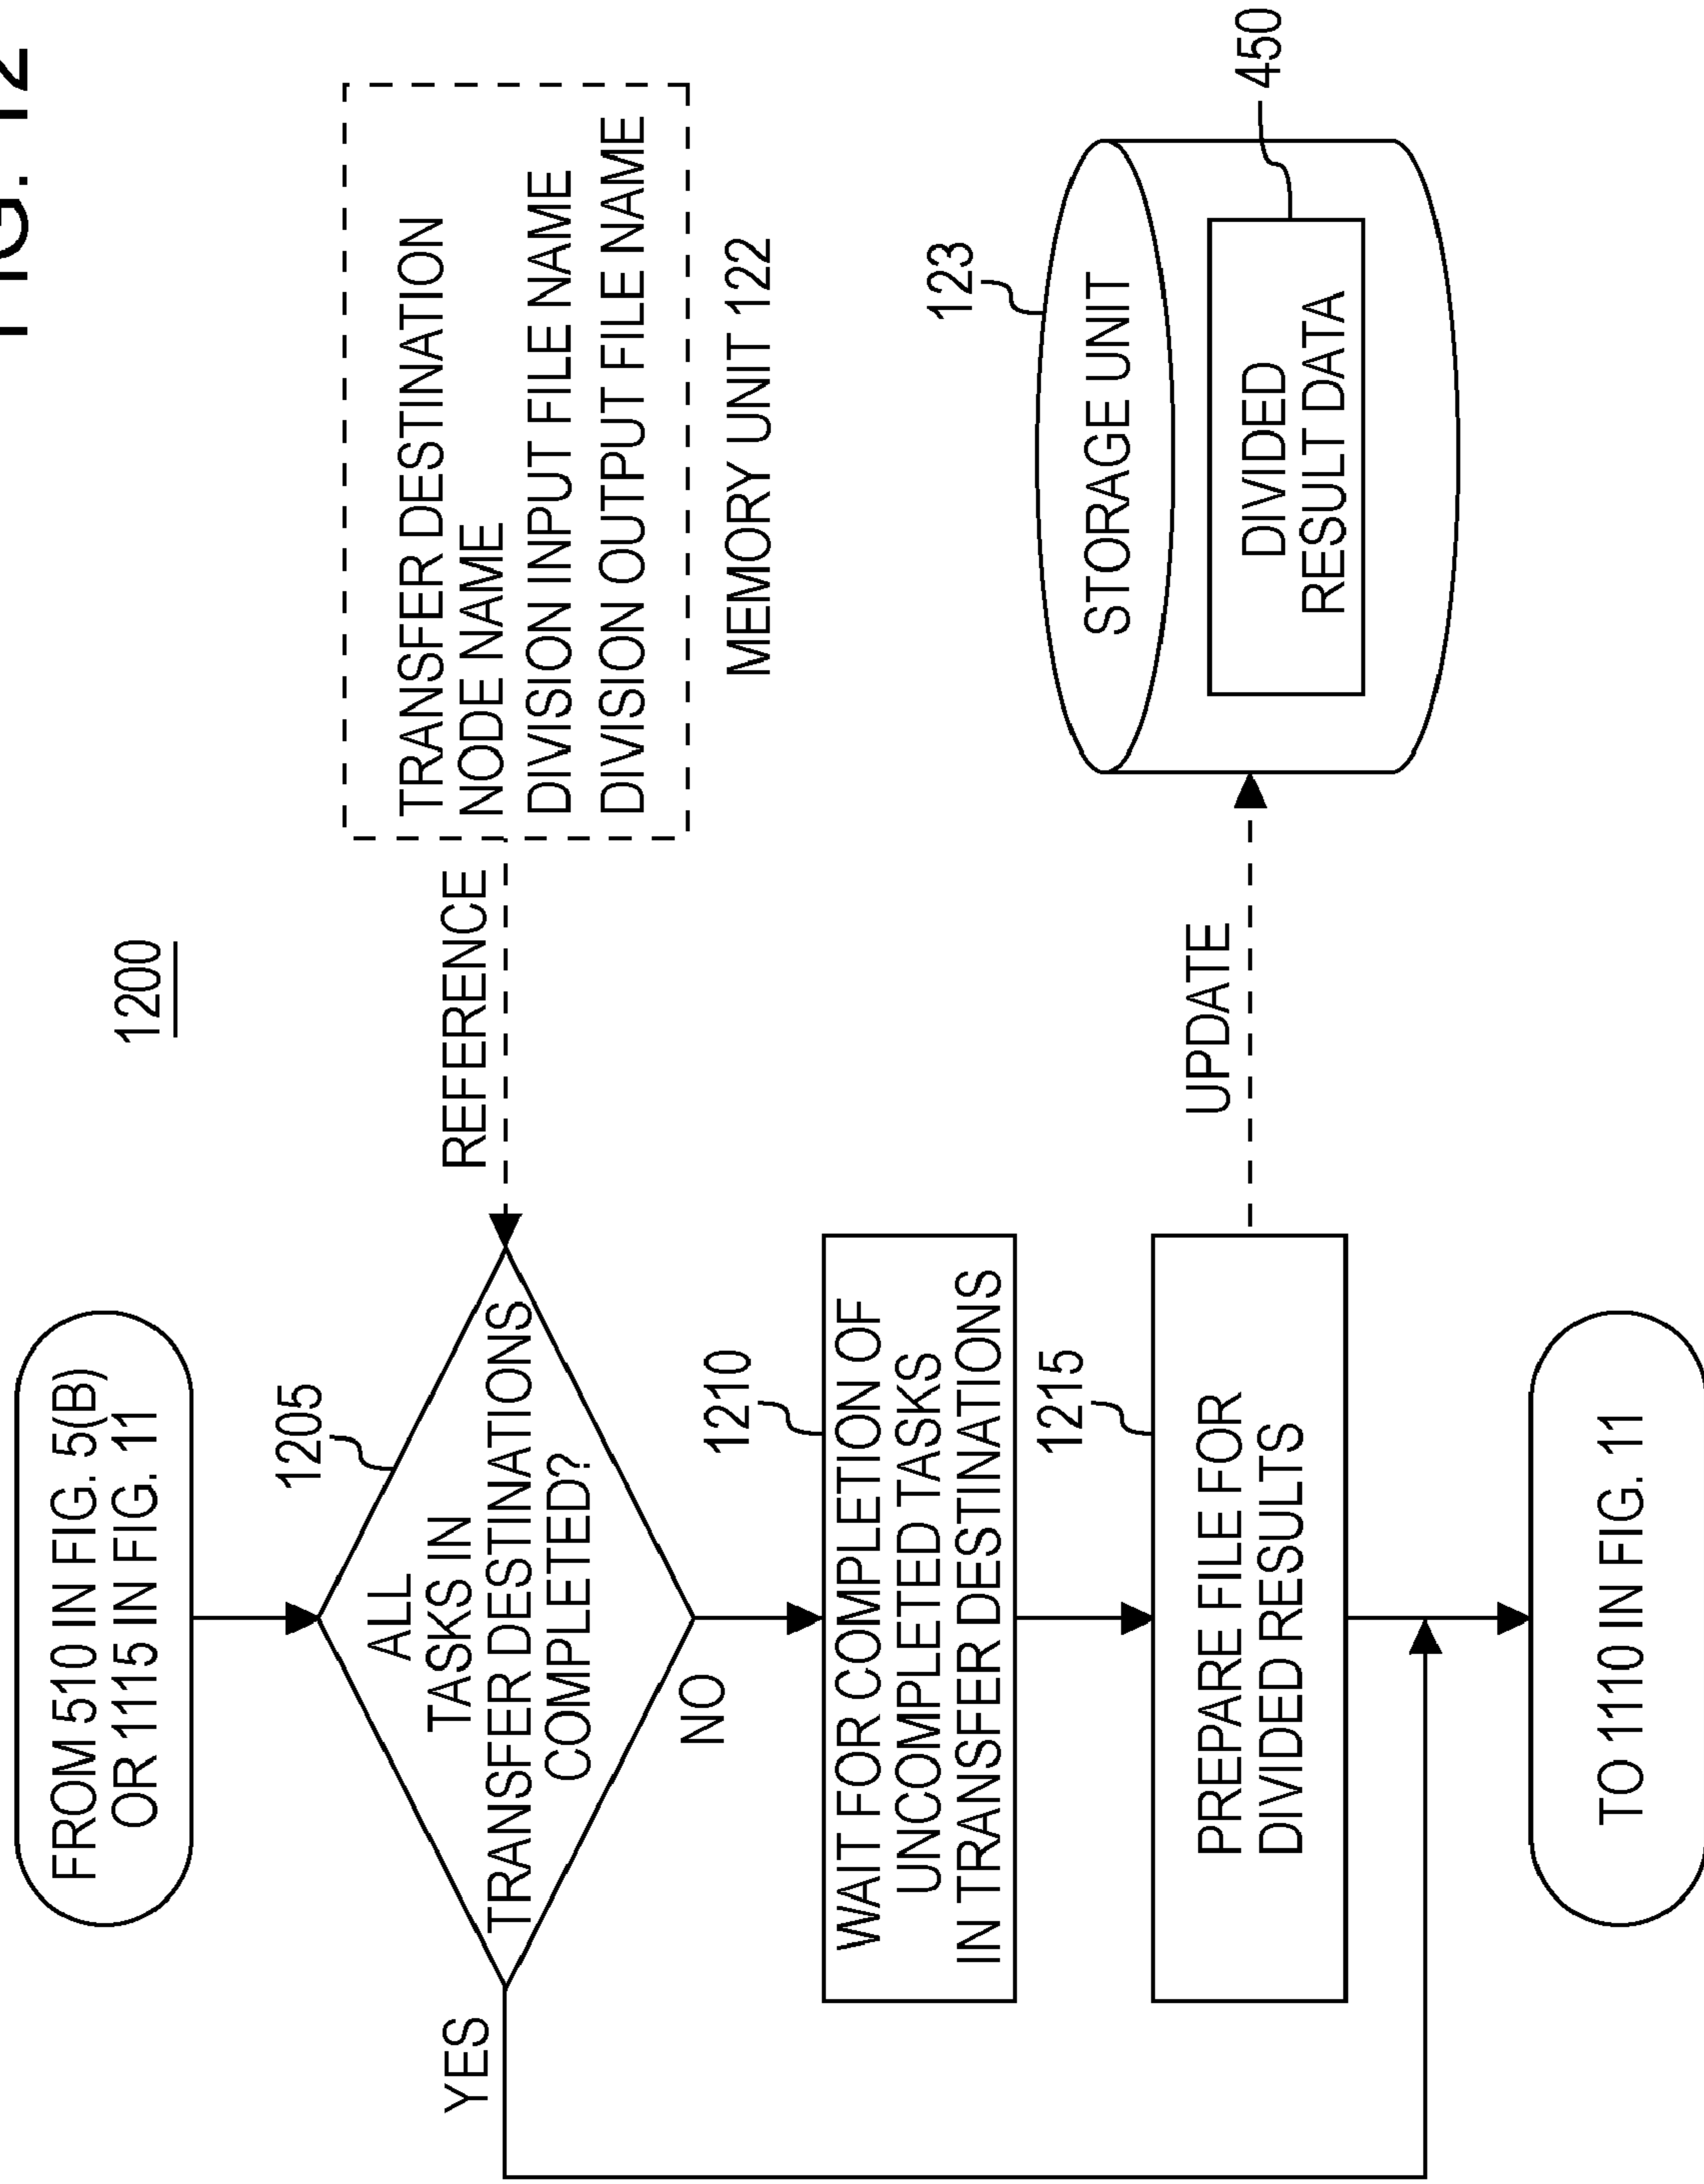 FIG. 12
1200
FROM 510 IN FIG. 5(B)
OR 1115 IN FIG. 11
1205
ALL
TASKS IN
TRANSFER DESTINATIONS
COMPLETED?
YES
NO
REFERENCE
TRANSFER DESTINATION
NODE NAME
DIVISION INPUT FILE NAME
DIVISION OUTPUT FILE NAME
MEMORY UNIT 122
1210
WAIT FOR COMPLETION OF
UNCOMPLETED TASKS
IN TRANSFER DESTINATIONS
1215
PREPARE FILE FOR
DIVIDED RESULTS
UPDATE
123
STORAGE UNIT
DIVIDED
RESULT DATA
450
TO 1110 IN FIG. 11